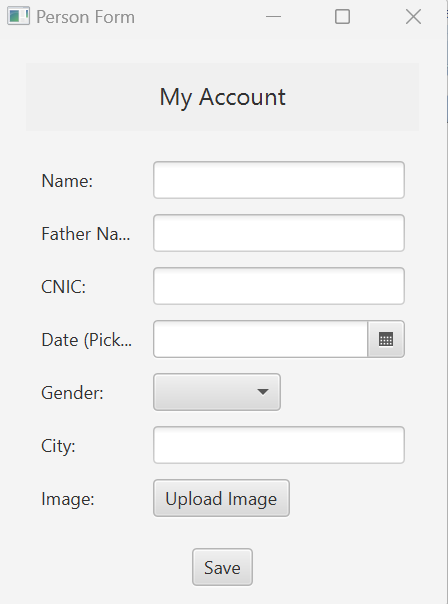 Person Form
My Account
Name:
Father Na...
CNIC:
Date (Pick...
Gender:
City:
Image: Upload Image
Save